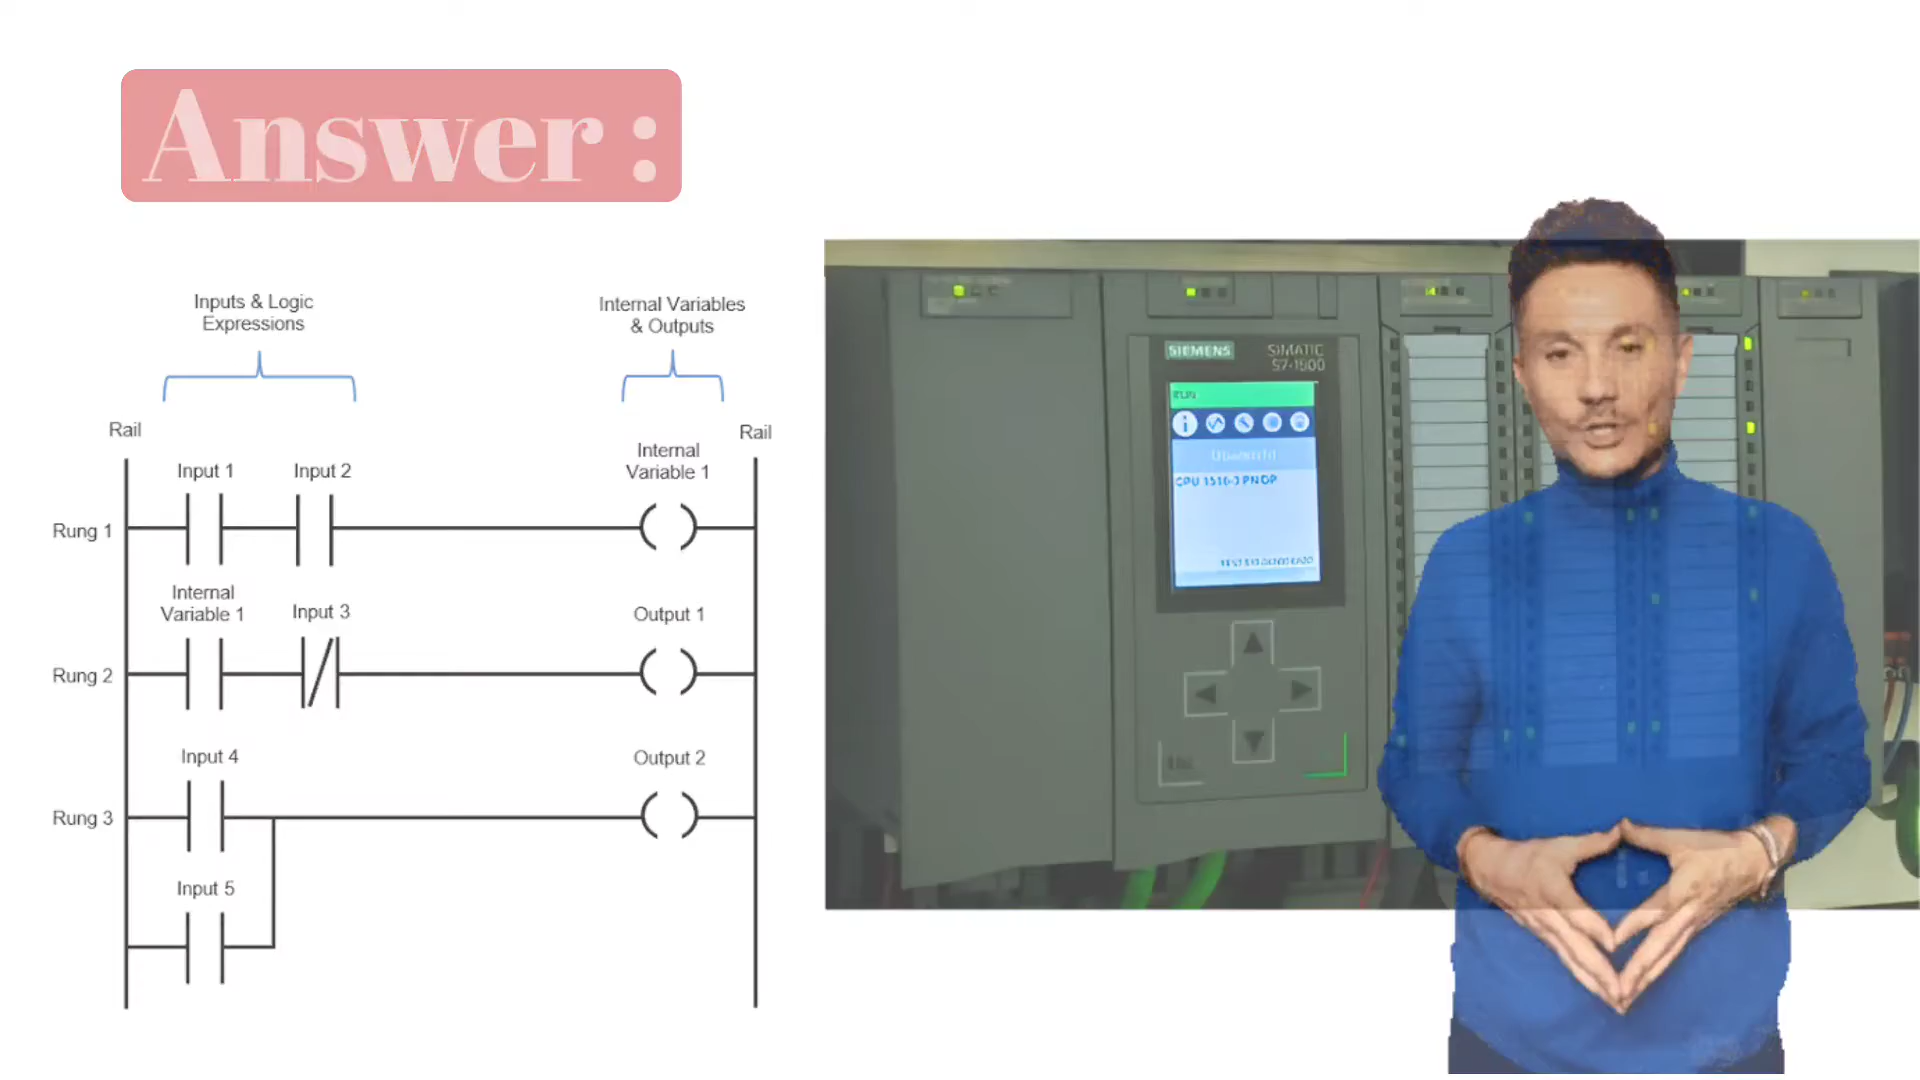 Answer :
Inputs & Logic
Expressions
Internal Variables
& Outputs
Rail
Rail
Input 1
Input 2
Internal
Variable 1
Rung 1
Internal
Variable 1
Input 3
Output 1
Rung 2
Input 4
Output 2
Rung 3
Input 5
SIEMENS
SIMATIC
S7-1500
RUN
CPU 1516-3 PN/DP